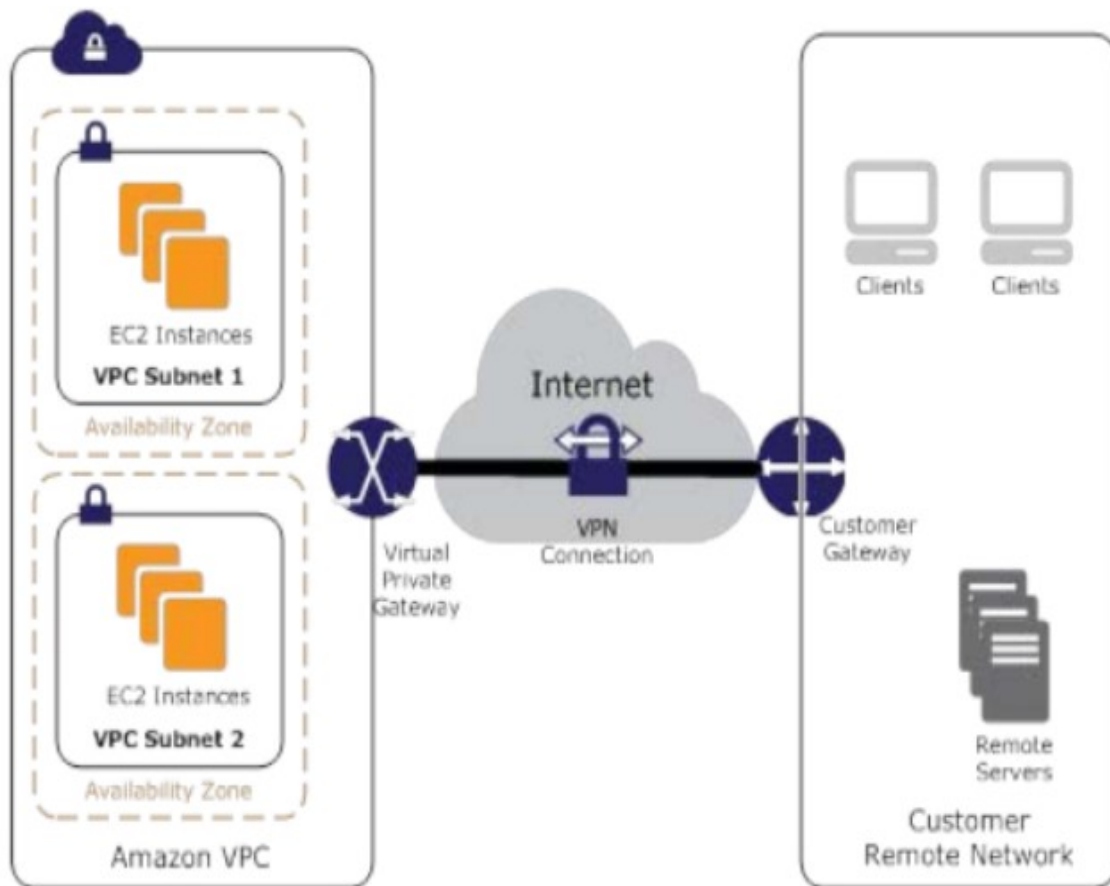 EC2 Instances
VPC Subnet 1
Availability Zone
EC2 Instances
VPC Subnet 2
Availability Zone
Amazon VPC
Virtual
Private
Gateway
Internet
VPN
Connection
Customer
Gateway
Clients
Clients
Remote
Servers
Customer
Remote Network